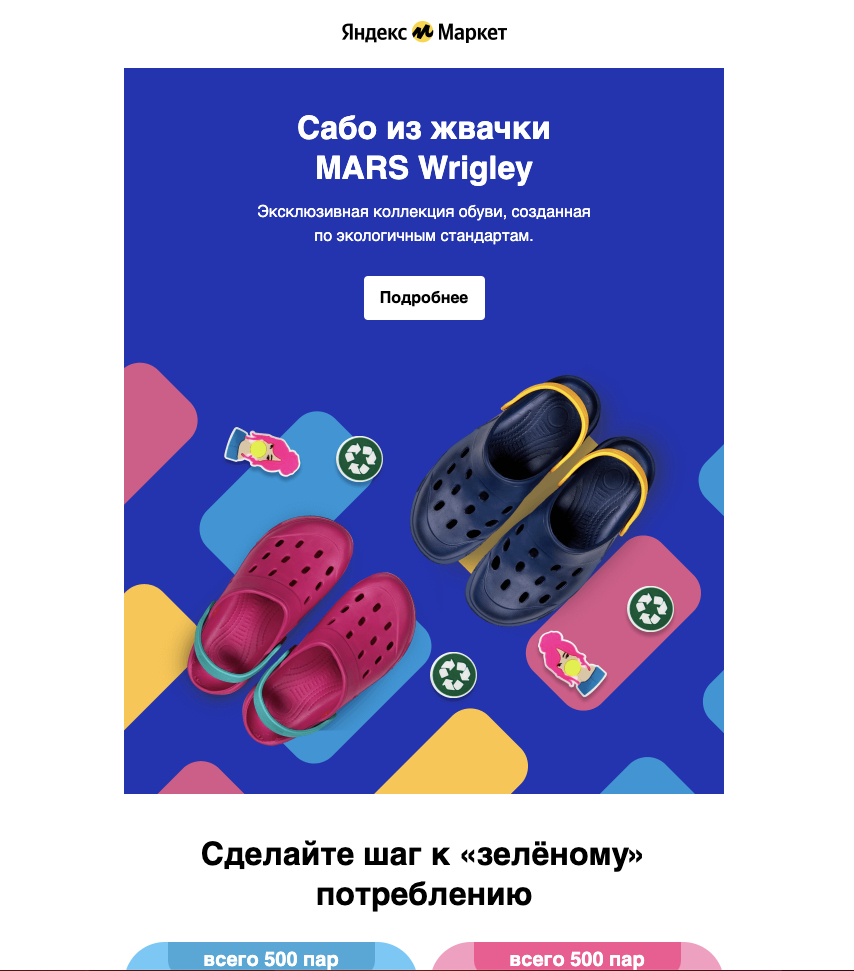 Яндекс Маркет
Сабо из жвачки
MARS Wrigley
Эксклюзивная коллекция обуви, созданная
по экологичным стандартам.
Подробнее
Сделайте шаг к «зелёному»
потреблению
всего 500 пар
всего 500 пар